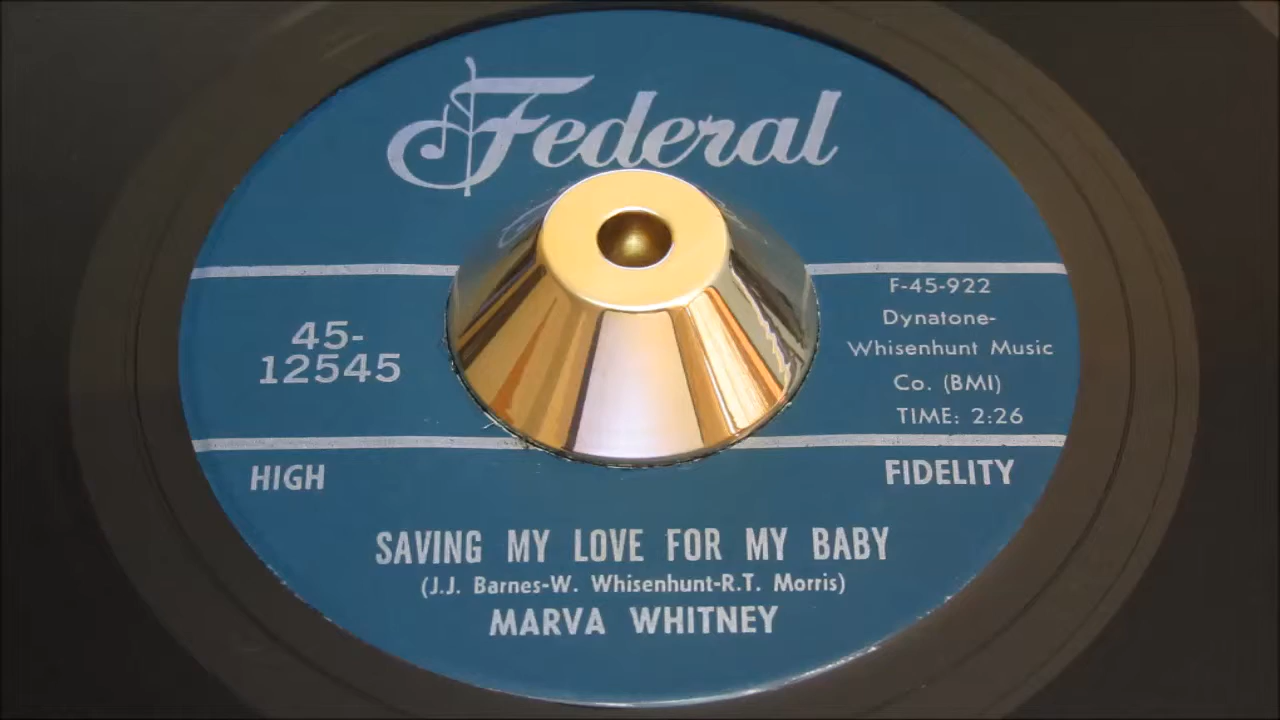 Federal
45-
12545
F-45-922
Dynatone-
Whisenhunt Music
Co. (BMI)
TIME: 2:26
HIGH
FIDELITY
SAVING MY LOVE FOR MY BABY
(J.J. Barnes-W. Whisenhunt-R.T. Morris)
MARVA WHITNEY